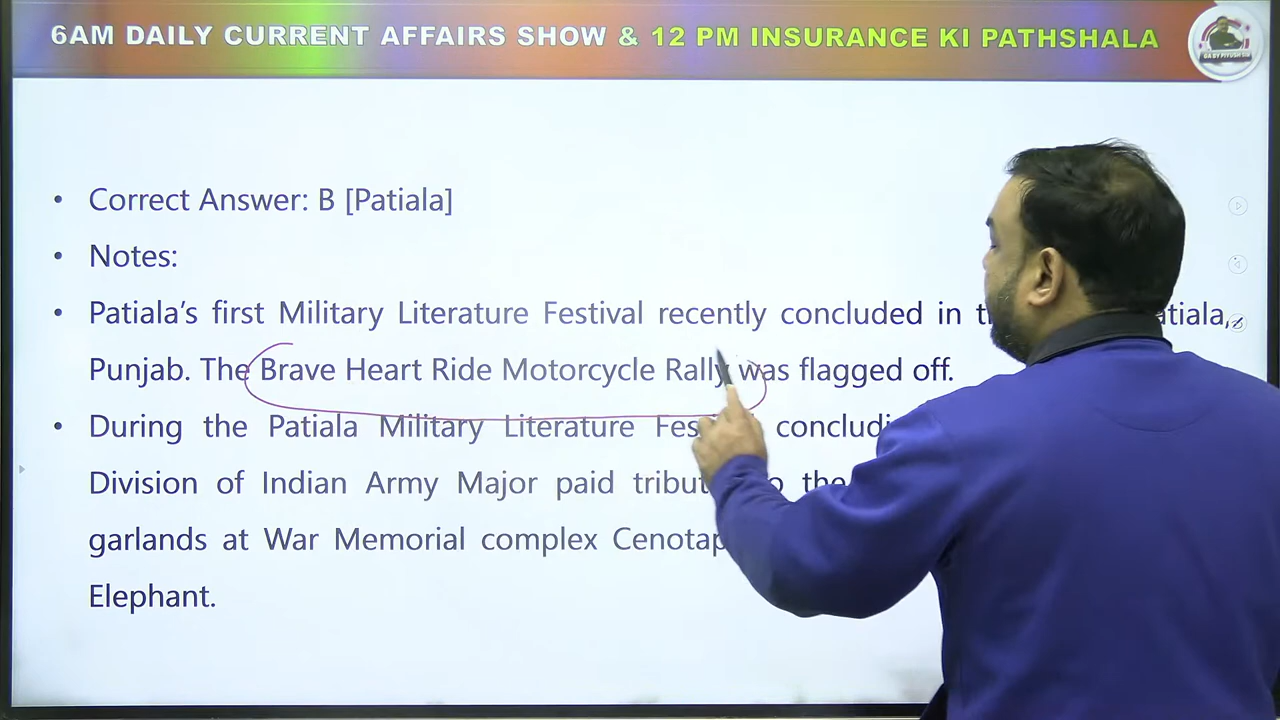 6AM DAILY CURRENT AFFAIRS SHOW & 12 PM INSURANCE KI PATHSHALA
• Correct Answer: B [Patiala]
• Notes:
• Patiala’s first Military Literature Festival recently concluded in
Punjab. The Brave Heart Ride Motorcycle Rally was flagged off.
• During the Patiala Military Literature
Division of Indian Army Major paid the
garlands at War Memorial complex
Elephant.